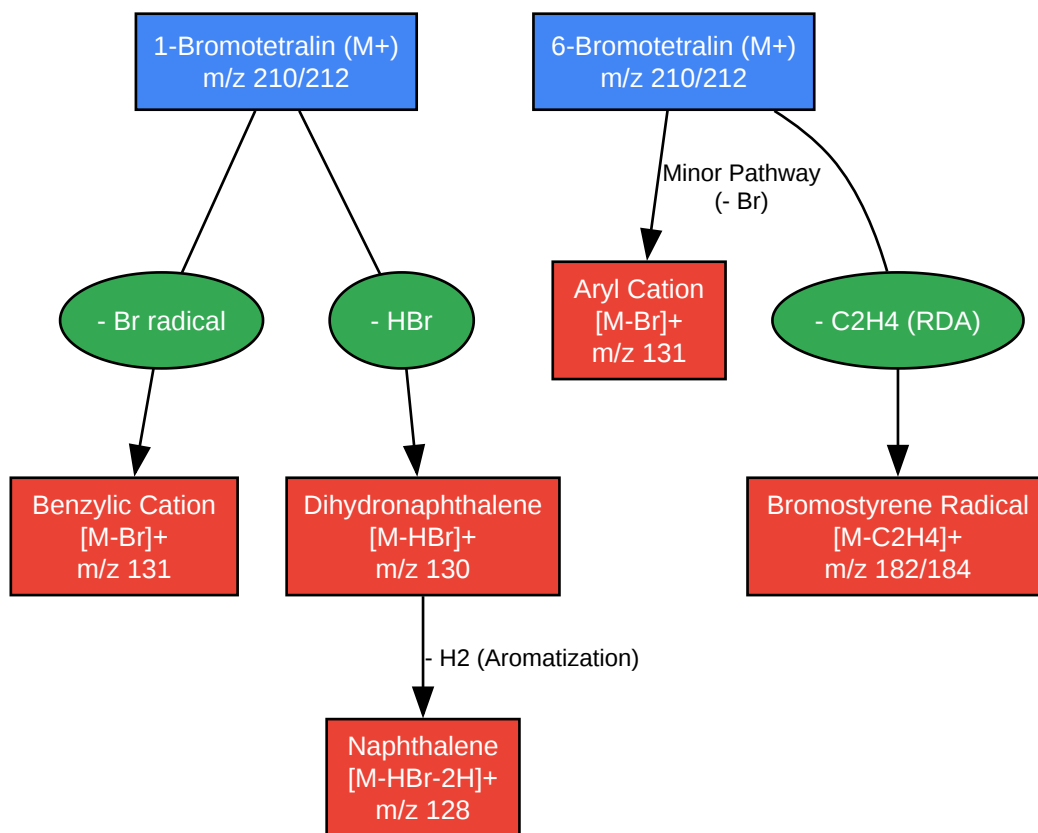 1-Bromotetralin (M+)
m/z 210/212
6-Bromotetralin (M+)
m/z 210/212
Minor Pathway
(- Br)
- Br radical
- HBr
Aryl Cation
[M-Br]+
m/z 131
- C2H4 (RDA)
Benzylic Cation
[M-Br]+
m/z 131
Dihydronaphthalene
[M-HBr]+
m/z 130
Bromostyrene Radical
[M-C2H4]+
m/z 182/184
- H2 (Aromatization)
Naphthalene
[M-HBr-2H]+
m/z 128